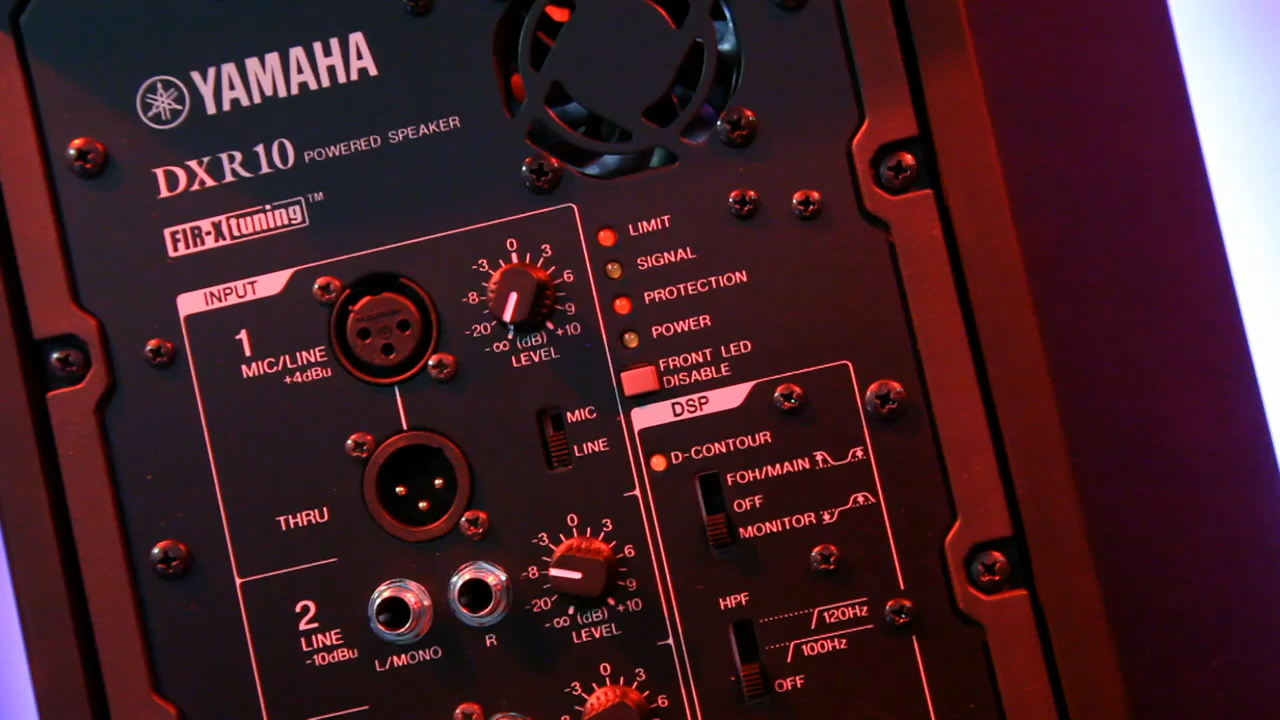 YAMAHA
DXR10 POWERED SPEAKER
FIR-X tuning™
INPUT
1
MIC/LINE
+4dBu
0
-3 3
-8 6
-20 9
-∞ (dB) +10
LEVEL
MIC
LINE
THRU
2
LINE
-10dBu
L/MONO
R
0
-3 3
-8 6
-20 9
-∞ (dB) +10
LEVEL
0
-3 3
-8 6
LIMIT
SIGNAL
PROTECTION
POWER
FRONT LED
DISABLE
DSP
D-CONTOUR
FOH/MAIN
OFF
MONITOR
HPF
120Hz
100Hz
OFF